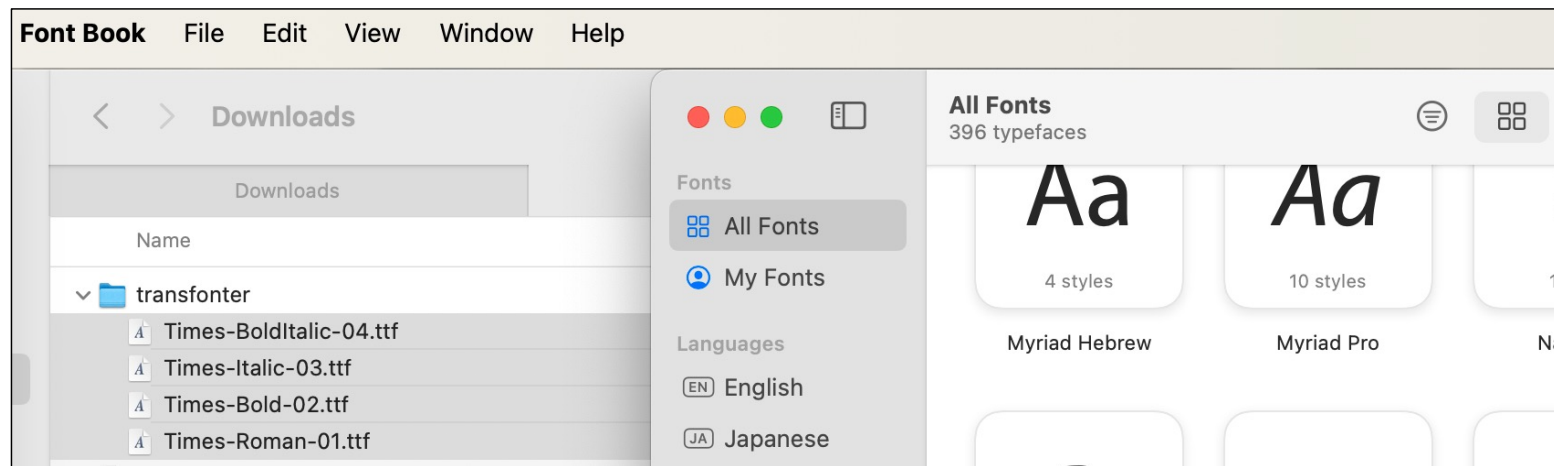 Font Book File Edit View Window Help
Downloads
Downloads
Name
transfonter
Times-BoldItalic-04.ttf
Times-Italic-03.ttf
Times-Bold-02.ttf
Times-Roman-01.ttf
Fonts
All Fonts
My Fonts
Languages
EN English
JA Japanese
All Fonts
396 typefaces
Aa Aa
4 styles 10 styles
Myriad Hebrew Myriad Pro